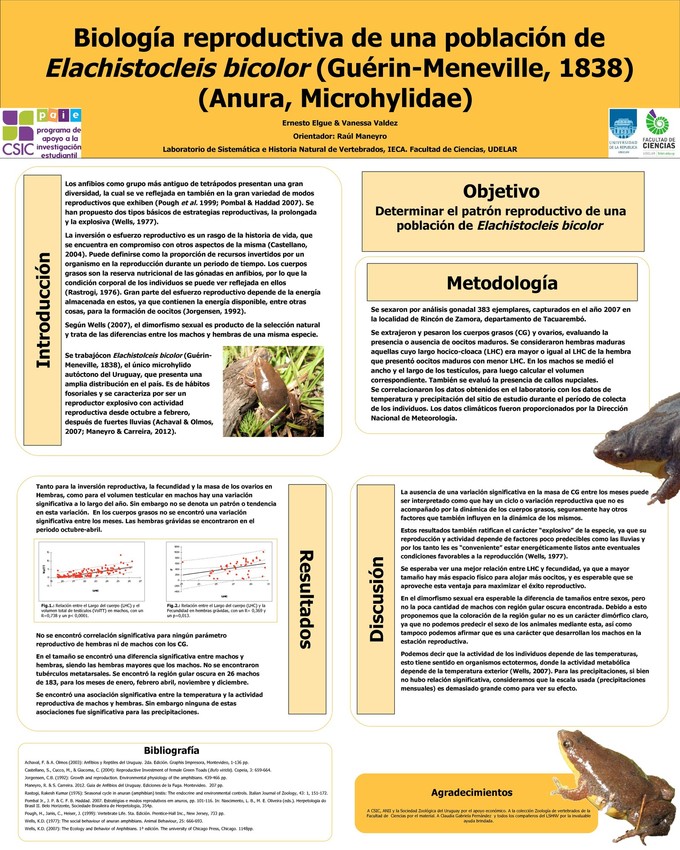 Biología reproductiva de una población de
Elachistocleis bicolor (Guérin-Meneville, 1838)
(Anura, Microhylidae)
Ernesto Elgue & Vanessa Valdez
Orientador: Raúl Maneyro
Laboratorio de Sistemática e Historia Natural de Vertebrados, IECA. Facultad de Ciencias, UDELAR
CSIC
paie
programa de
apoyo a la
investigación
estudiantil
UNIVERSIDAD
DE LA REPÚBLICA
FACULTAD DE
CIENCIAS
Introducción
Los anfibios como grupo más antiguo de tetrápodos presentan una gran
diversidad, la cual se ve reflejada en también en la gran variedad de modos
reproductivos que exhiben (Pough et al. 1999; Pombal & Haddad 2007). Se
han propuesto dos tipos básicos de estrategias reproductivas, la prolongada
y la explosiva (Wells, 1977).
La inversión o esfuerzo reproductivo es un rasgo de la historia de vida, que
se encuentra en compromiso con otros aspectos de la misma (Castellano,
2004). Puede definirse como la proporción de recursos invertidos por un
organismo en la reproducción durante un período de tiempo. Los cuerpos
grasos son la reserva nutricional de las gónadas en anfibios, por lo que la
condición corporal de los individuos se puede ver reflejada en ellos
(Rastrogi, 1976). Gran parte del esfuerzo reproductivo depende de la energía
almacenada en estos, ya que contienen la energía disponible, entre otras
cosas, para la formación de oocitos (Jorgensen, 1992).
Según Wells (2007), el dimorfismo sexual es producto de la selección natural
y trata de las diferencias entre los machos y hembras de una misma especie.
Se trabajócon Elachistolceis bicolor (Guérin-
Meneville, 1838), el único microhylido
autóctono del Uruguay, que presenta una
amplia distribución en el país. Es de hábitos
fosoriales y se caracteriza por ser un
reproductor explosivo con actividad
reproductiva desde octubre a febrero,
después de fuertes lluvias (Achaval & Olmos,
2007; Maneyro & Carreira, 2012).
Objetivo
Determinar el patrón reproductivo de una
población de Elachistocleis bicolor
Metodología
Se sexaron por análisis gonadal 383 ejemplares, capturados en el año 2007 en
la localidad de Rincón de Zamora, departamento de Tacuarembó.
Se extrajeron y pesaron los cuerpos grasos (CG) y ovarios, evaluando la
presencia o ausencia de oocitos maduros. Se consideraron hembras maduras
aquellas cuyo largo hocico-cloaca (LHC) era mayor o igual al LHC de la hembra
que presentó oocitos maduros con menor LHC. En los machos se medió el
ancho y el largo de los testículos, para luego calcular el volumen
correspondiente. También se evaluó la presencia de callos nupciales.
Se correlacionaron los datos obtenidos en el laboratorio con los datos de
temperatura y precipitación del sitio de estudio durante el período de colecta
de los individuos. Los datos climáticos fueron proporcionados por la Dirección
Nacional de Meteorología.
Resultados
Tanto para la inversión reproductiva, la fecundidad y la masa de los ovarios en
Hembras, como para el volumen testicular en machos hay una variación
significativa a lo largo del año. Sin embargo no se denota un patrón o tendencia
en esta variación. En los cuerpos grasos no se encontró una variación
significativa entre los meses. Las hembras grávidas se encontraron en el
periodo octubre-abril.
Fig.1.: Relación entre el Largo del cuerpo (LHC) y el
volumen total de testículos (VolTT) en machos, con un
R=0,738 y un p< 0,0001.
Fig.2.: Relación entre el Largo del cuerpo (LHC) y la
Fecundidad en hembras grávidas, con un R= 0,369 y
un p=0,013.
No se encontró correlación significativa para ningún parámetro
reproductivo de hembras ni de machos con los CG.
En el tamaño se encontró una diferencia significativa entre machos y
hembras, siendo las hembras mayores que los machos. No se encontraron
tubérculos metatarsales. Se encontró la región gular oscura en 26 machos
de 183, para los meses de enero, febrero abril, noviembre y diciembre.
Se encontró una asociación significativa entre la temperatura y la actividad
reproductiva de machos y hembras. Sin embargo ninguna de estas
asociaciones fue significativa para las precipitaciones.
Discusión
La ausencia de una variación significativa en la masa de CG entre los meses puede
ser interpretado como que hay un ciclo o variación reproductiva que no es
acompañado por la dinámica de los cuerpos grasos, seguramente hay otros
factores que también influyen en la dinámica de los mismos.
Estos resultados también ratifican el carácter “explosivo” de la especie, ya que su
reproducción y actividad depende de factores poco predecibles como las lluvias y
por los tanto les es “conveniente” estar energéticamente listos ante eventuales
condiciones favorables a la reproducción (Wells, 1977).
Se esperaba ver una mejor relación entre LHC y fecundidad, ya que a mayor
tamaño hay más espacio físico para alojar más oocitos, y es esperable que se
aproveche esta ventaja para maximizar el éxito reproductivo.
En el dimorfismo sexual era esperable la diferencia de tamaños entre sexos, pero
no la poca cantidad de machos con región gular oscura encontrada. Debido a esto
proponemos que la coloración de la región gular no es un carácter dimórfico claro,
ya que no podemos predecir el sexo de los animales mediante esta, así como
tampoco podemos afirmar que es una carácter que desarrollan los machos en la
estación reproductiva.
Podemos decir que la actividad de los individuos depende de las temperaturas,
esto tiene sentido en organismos ectotermos, donde la actividad metabólica
depende de la temperatura exterior (Wells, 2007). Para las precipitaciones, si bien
no hubo relación significativa, consideramos que la escala usada (precipitaciones
mensuales) es demasiado grande como para ver su efecto.
Bibliografía
Achaval, F. & A. Olmos (2003): Anfibios y Reptiles del Uruguay. 2da. Edición. Graphis Impresora, Montevideo, 1-136 pp.
Castellano, S., Cucco, M., & Giacoma, C. (2004): Reproductive Investment of female Green Toads (Bufo viridis). Copeia, 3: 659-664.
Jorgensen, C.B. (1992): Growth and reproduction. Environmental physiology of the amphibians. 439-466 pp.
Maneyro, R. & S. Carreira. 2012. Guía de Anfibios del Uruguay. Ediciones de la Fuga. Montevideo. 207 pp.
Rastogi, Rakesh Kumar (1976): Seasonal cycle in anuran (amphibian) testis: The endocrine and environmental controls. Italian Journal of Zoology, 43: 1, 151-172.
Pombal Jr., J. P. & C. F. B. Haddad. 2007. Estratégias e modos reprodutivos em anuros, pp. 101-116. In: Nascimento, L. B., M. E. Oliveira (eds.). Herpetologia do
Brasil II. Belo Horizonte, Sociedade Brasileira de Herpetologia, 354p.
Pough, H., Janis, C., Heiser, J. (1999): Vertebrate Life. 5ta. Edición. Prentice-Hall Inc., New Jersey, 733 pp.
Wells, K.D. (1977): The social behaviour of anuran amphibians. Animal Behaviour, 25: 666-693.
Wells, K.D. (2007): The Ecology and Behavior of Amphibians. 1ª edición. The university of Chicago Press, Chicago. 1148pp.
Agradecimientos
A CSIC, ANII y la Sociedad Zoológica del Uruguay por el apoyo económico. A la colección Zoología de vertebrados de la
Facultad de Ciencias por el material. A Claudia Gabriela Fernández y todos los compañeros del LSHNV por la invaluable
ayuda brindada.